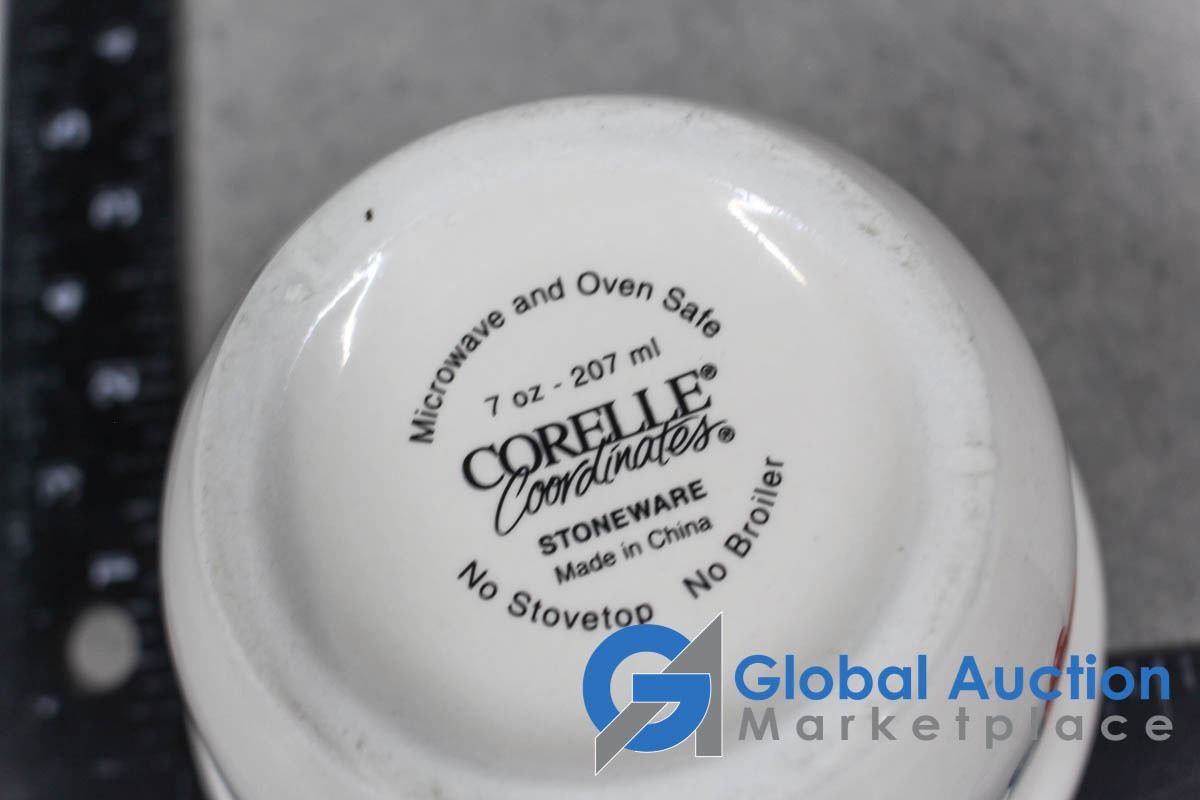 Microwave and Oven Safe
7 oz - 207 ml
CORELLE®
Coordinates®
STONEWARE
Made in China
No Stovetop No Broiler
Global Auction
Marketplace